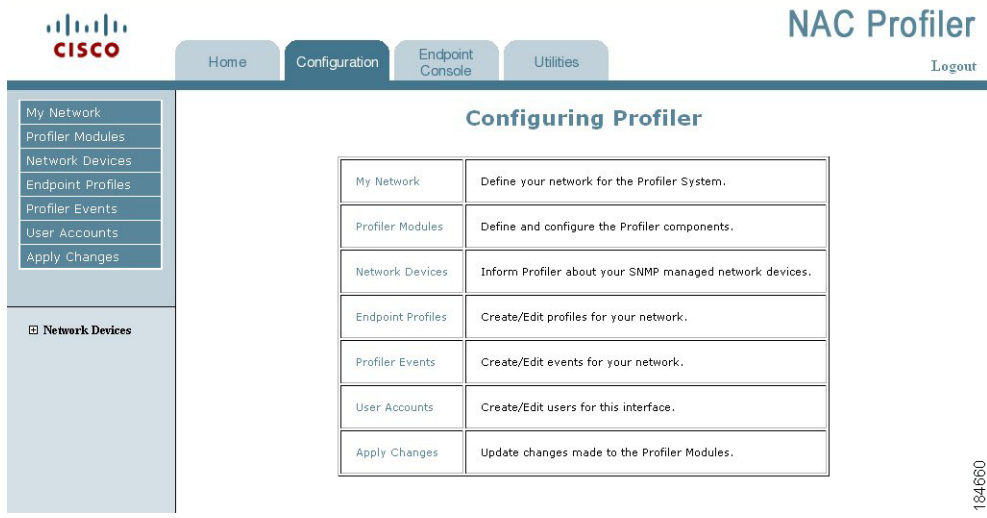 CISCO
NAC Profiler
Home
Configuration
Endpoint
Console
Utilities
Logout
My Network
Profiler Modules
Network Devices
Endpoint Profiles
Profiler Events
User Accounts
Apply Changes
Network Devices
Configuring Profiler
My Network Define your network for the Profiler System.
Profiler Modules Define and configure the Profiler components.
Network Devices Inform Profiler about your SNMP managed network devices.
Endpoint Profiles Create/Edit profiles for your network.
Profiler Events Create/Edit events for your network.
User Accounts Create/Edit users for this interface.
Apply Changes Update changes made to the Profiler Modules.
184660